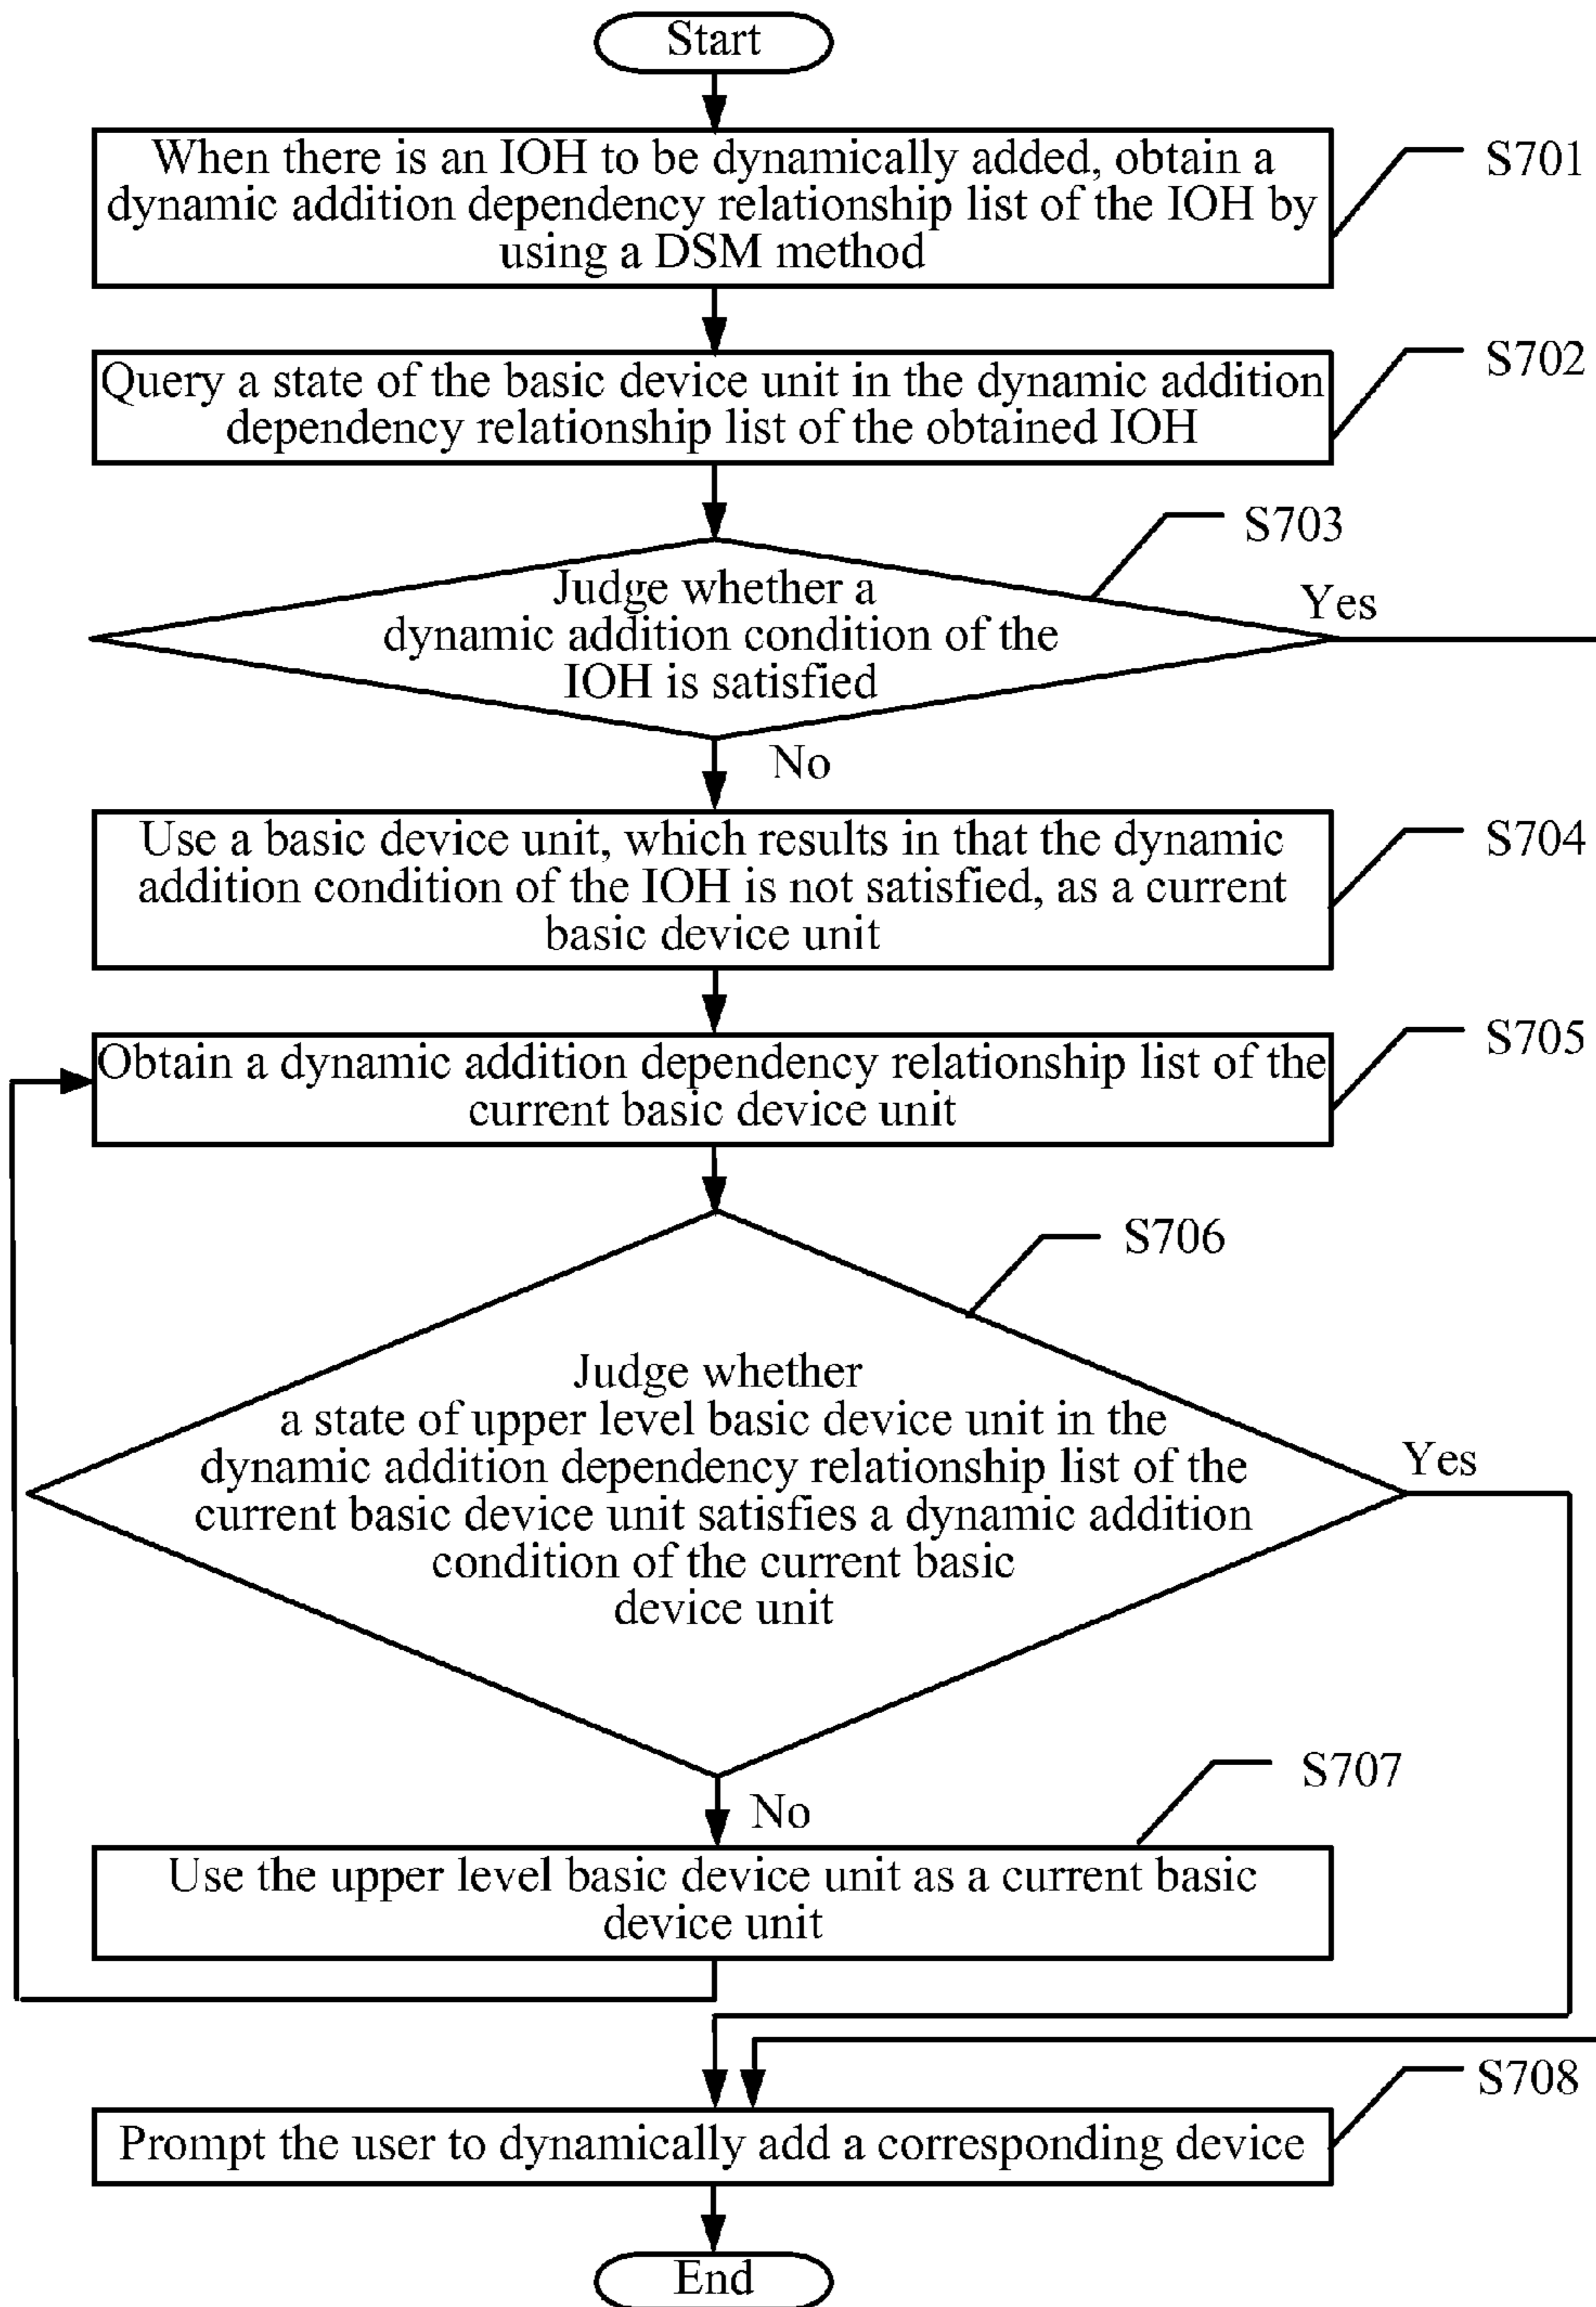 Start
When there is an IOH to be dynamically added, obtain a
dynamic addition dependency relationship list of the IOH by
using a DSM method
S701
Query a state of the basic device unit in the dynamic addition
dependency relationship list of the obtained IOH
S702
S703
Judge whether a
dynamic addition condition of the
IOH is satisfied
Yes
No
Use a basic device unit, which results in that the dynamic
addition condition of the IOH is not satisfied, as a current
basic device unit
S704
Obtain a dynamic addition dependency relationship list of the
current basic device unit
S705
S706
Judge whether
a state of upper level basic device unit in the
dynamic addition dependency relationship list of the
current basic device unit satisfies a dynamic addition
condition of the current basic
device unit
Yes
No
S707
Use the upper level basic device unit as a current basic
device unit
S708
Prompt the user to dynamically add a corresponding device
End